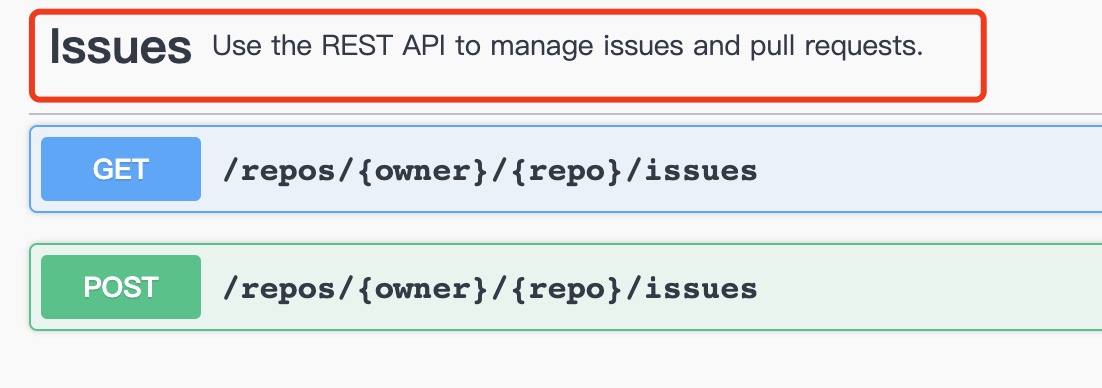 Issues Use the REST API to manage issues and pull requests.
GET /repos/{owner}/{repo}/issues
POST /repos/{owner}/{repo}/issues